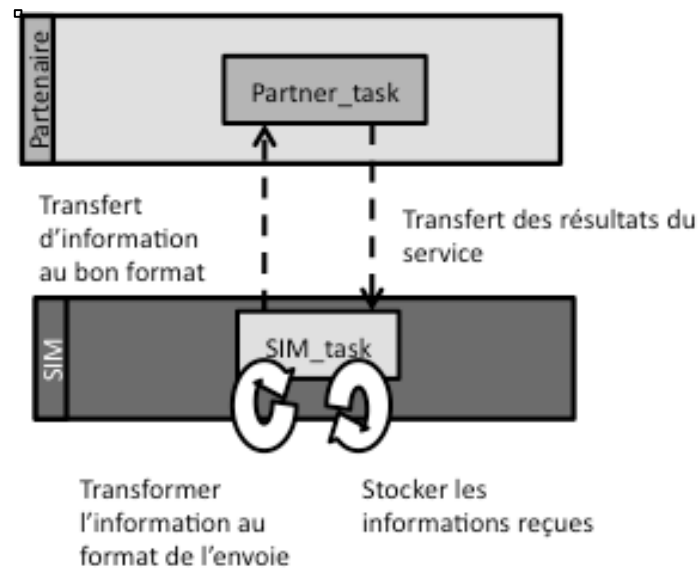 Partenaire
Partner_task
Transfert
d'information
au bon format
Transfert des résultats du
service
SIM
SIM_task
Transformer
l'information au
format de l'envoie
Stocker les
informations reçues